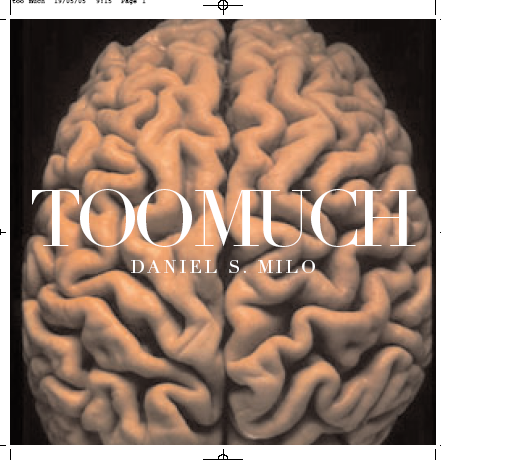 too much 19/05/05 9:15 Page 1
TOOMUCH
DANIEL S. MILO